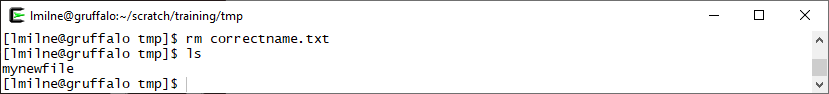 lmilne@gruffalo:~/scratch/training/tmp
[lmilne@gruffalo tmp]$ rm correctname.txt
[lmilne@gruffalo tmp]$ ls
mynewfile
[lmilne@gruffalo tmp]$